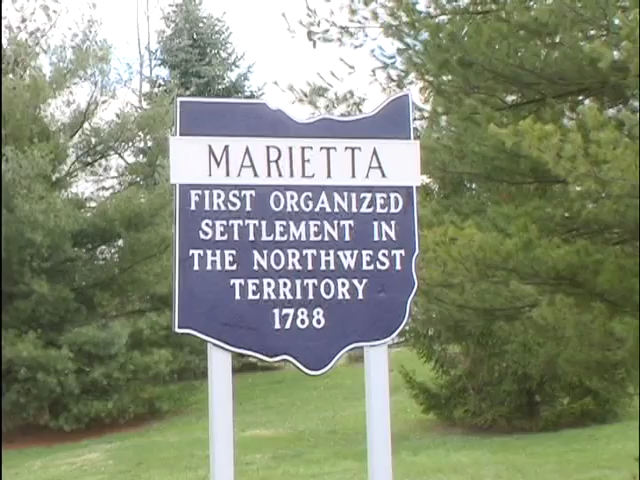 MARIETTA
FIRST ORGANIZED
SETTLEMENT IN
THE NORTHWEST
TERRITORY
1788